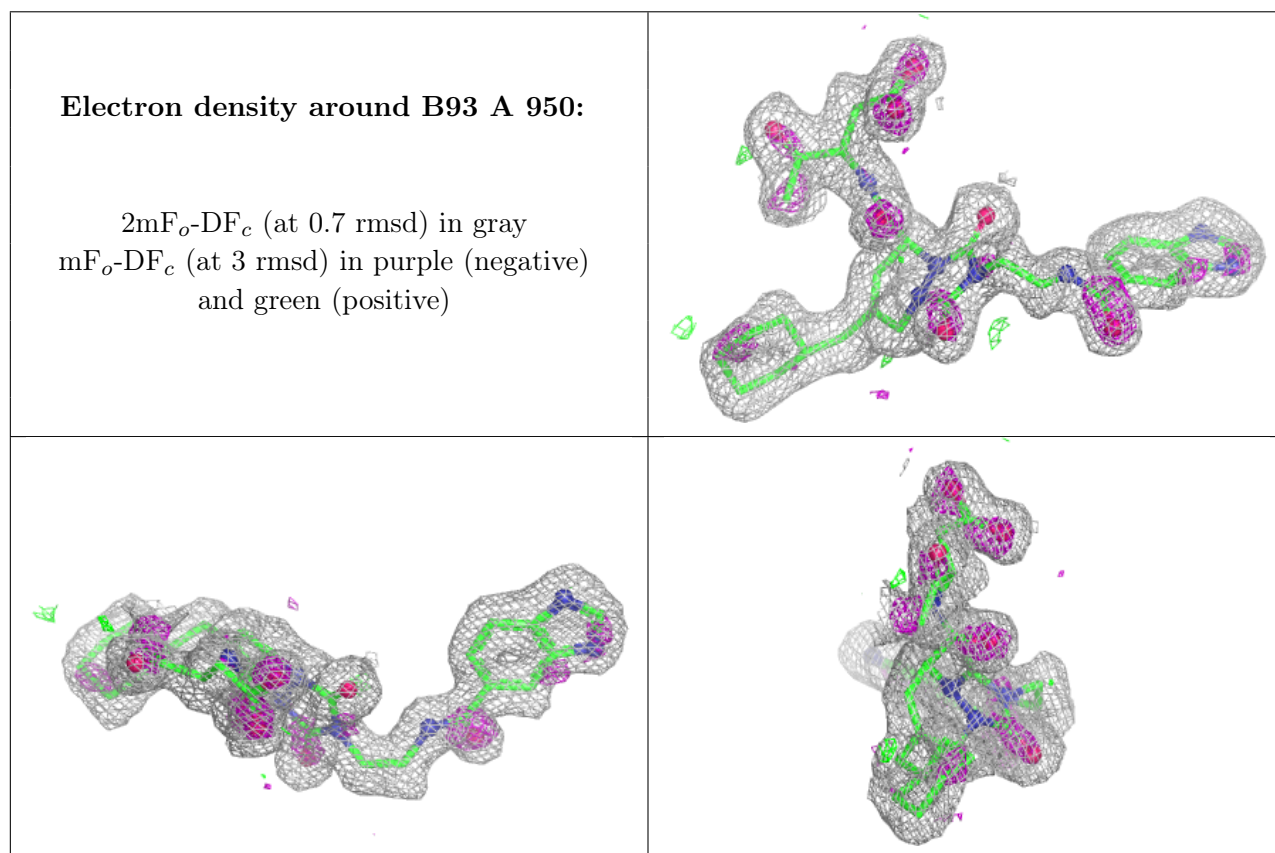 Electron density around B93 A 950:
2mFo-DFc (at 0.7 rmsd) in gray
mFo-DFc (at 3 rmsd) in purple (negative)
and green (positive)